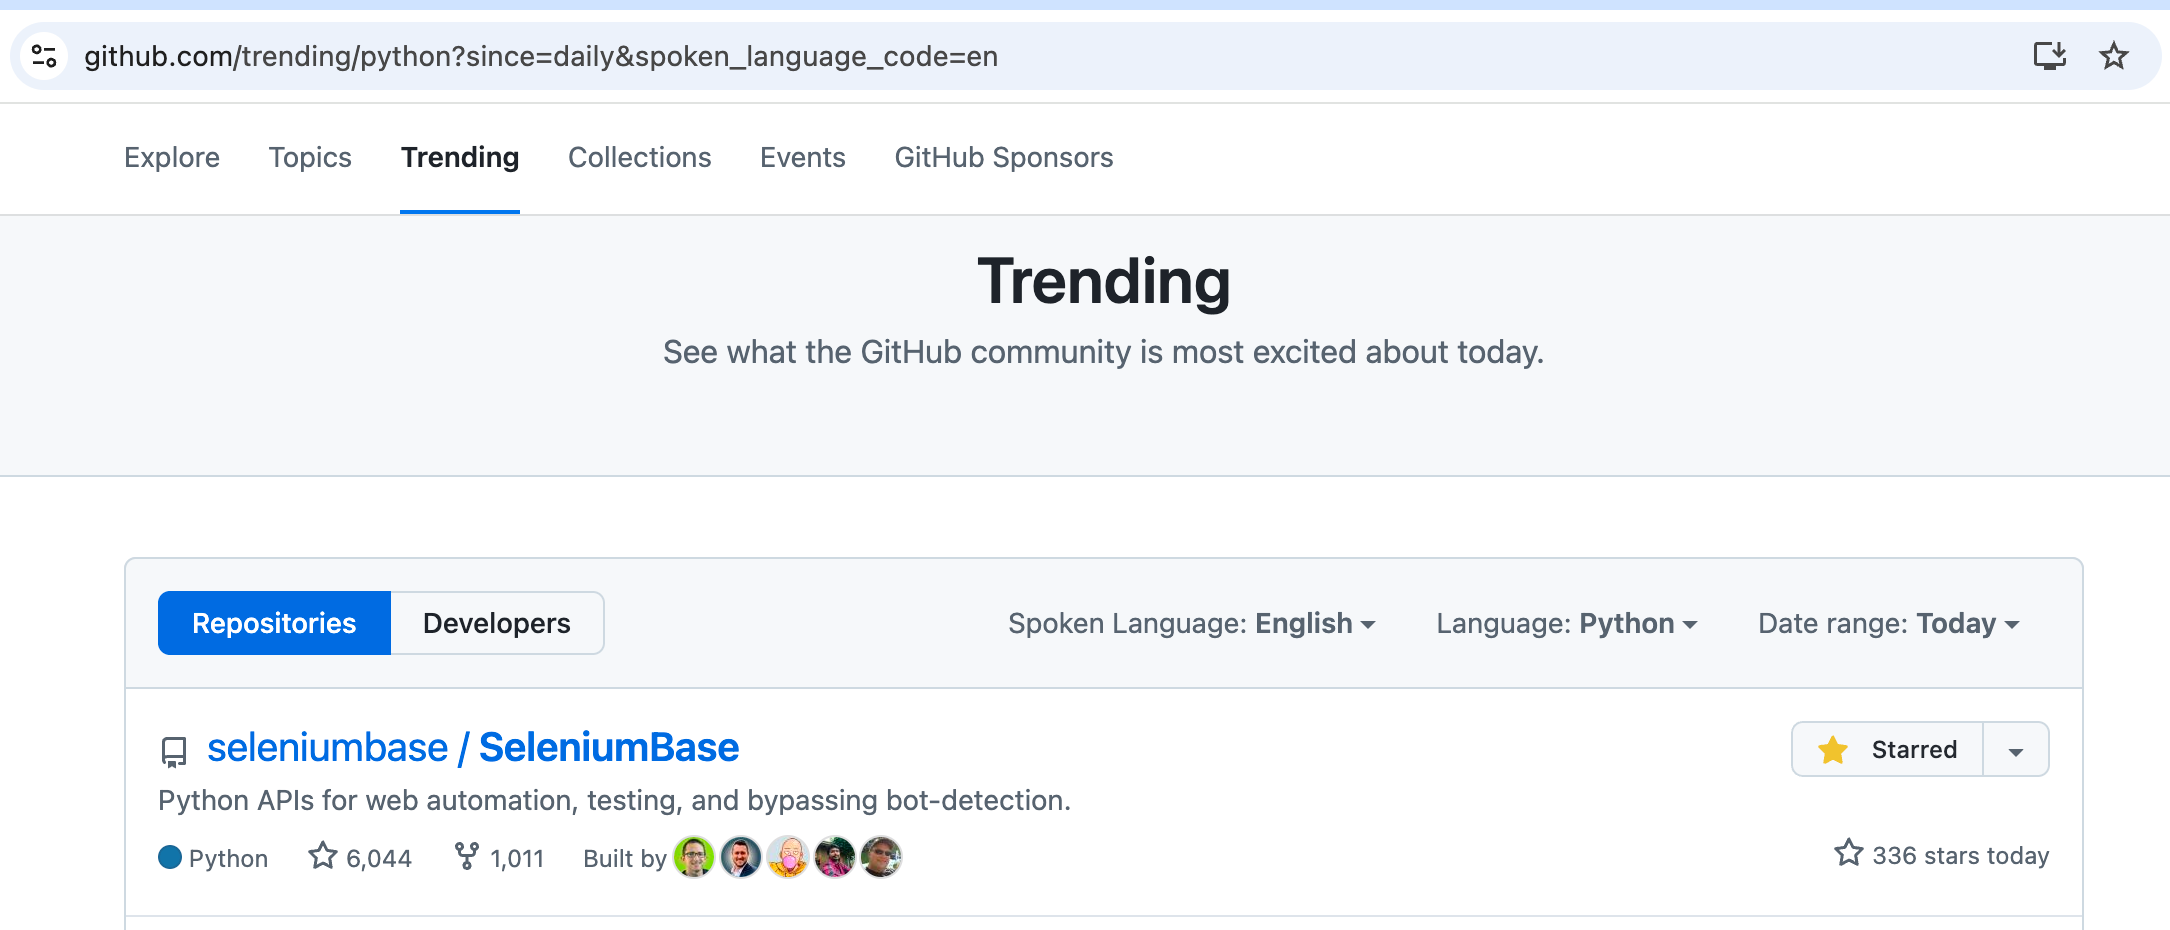 github.com/trending/python?since=daily&spoken_language_code=en
Explore Topics Trending Collections Events GitHub Sponsors
Trending
See what the GitHub community is most excited about today.
Repositories Developers Spoken Language: English Language: Python Date range: Today
seleniumbase / SeleniumBase Starred
Python APIs for web automation, testing, and bypassing bot-detection.
Python 6,044 1,011 Built by 336 stars today